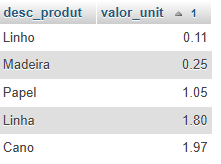 desc_produt valor_unit 1
Linho 0.11
Madeira 0.25
Papel 1.05
Linha 1.80
Cano 1.97